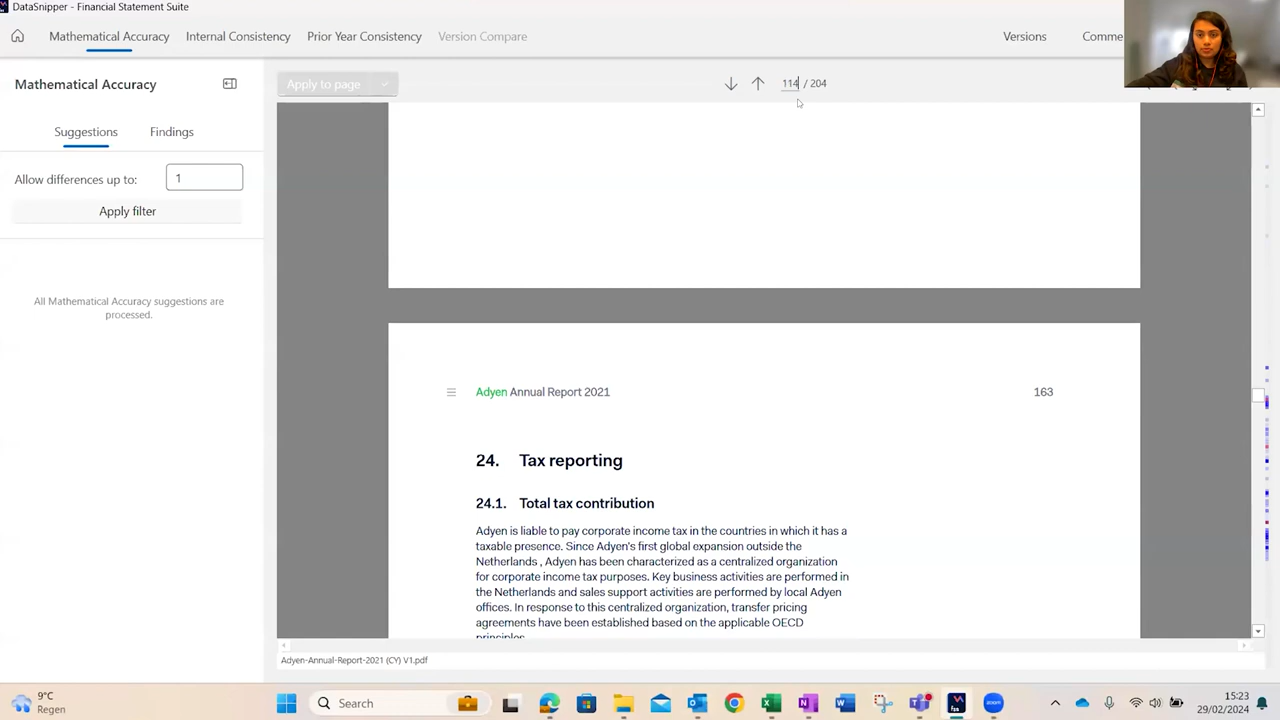 DataSnipper - Financial Statement Suite
Mathematical Accuracy
Internal Consistency
Prior Year Consistency
Version Compare
Versions
Comme
Mathematical Accuracy
Apply to page
114 / 204
Suggestions
Findings
Allow differences up to:
1
Apply filter
All Mathematical Accuracy suggestions are
processed.
Adyen Annual Report 2021
163
24. Tax reporting
24.1. Total tax contribution
Adyen is liable to pay corporate income tax in the countries in which it has a
taxable presence. Since Adyen's first global expansion outside the
Netherlands , Adyen has been characterized as a centralized organization
for corporate income tax purposes. Key business activities are performed in
the Netherlands and sales support activities are performed by local Adyen
offices. In response to this centralized organization, transfer pricing
agreements have been established based on the applicable OECD
principles.
Adyen-Annual-Report-2021 (CY) V1.pdf
9°C
Regen
Search
fss
zoom
15:23
29/02/2024